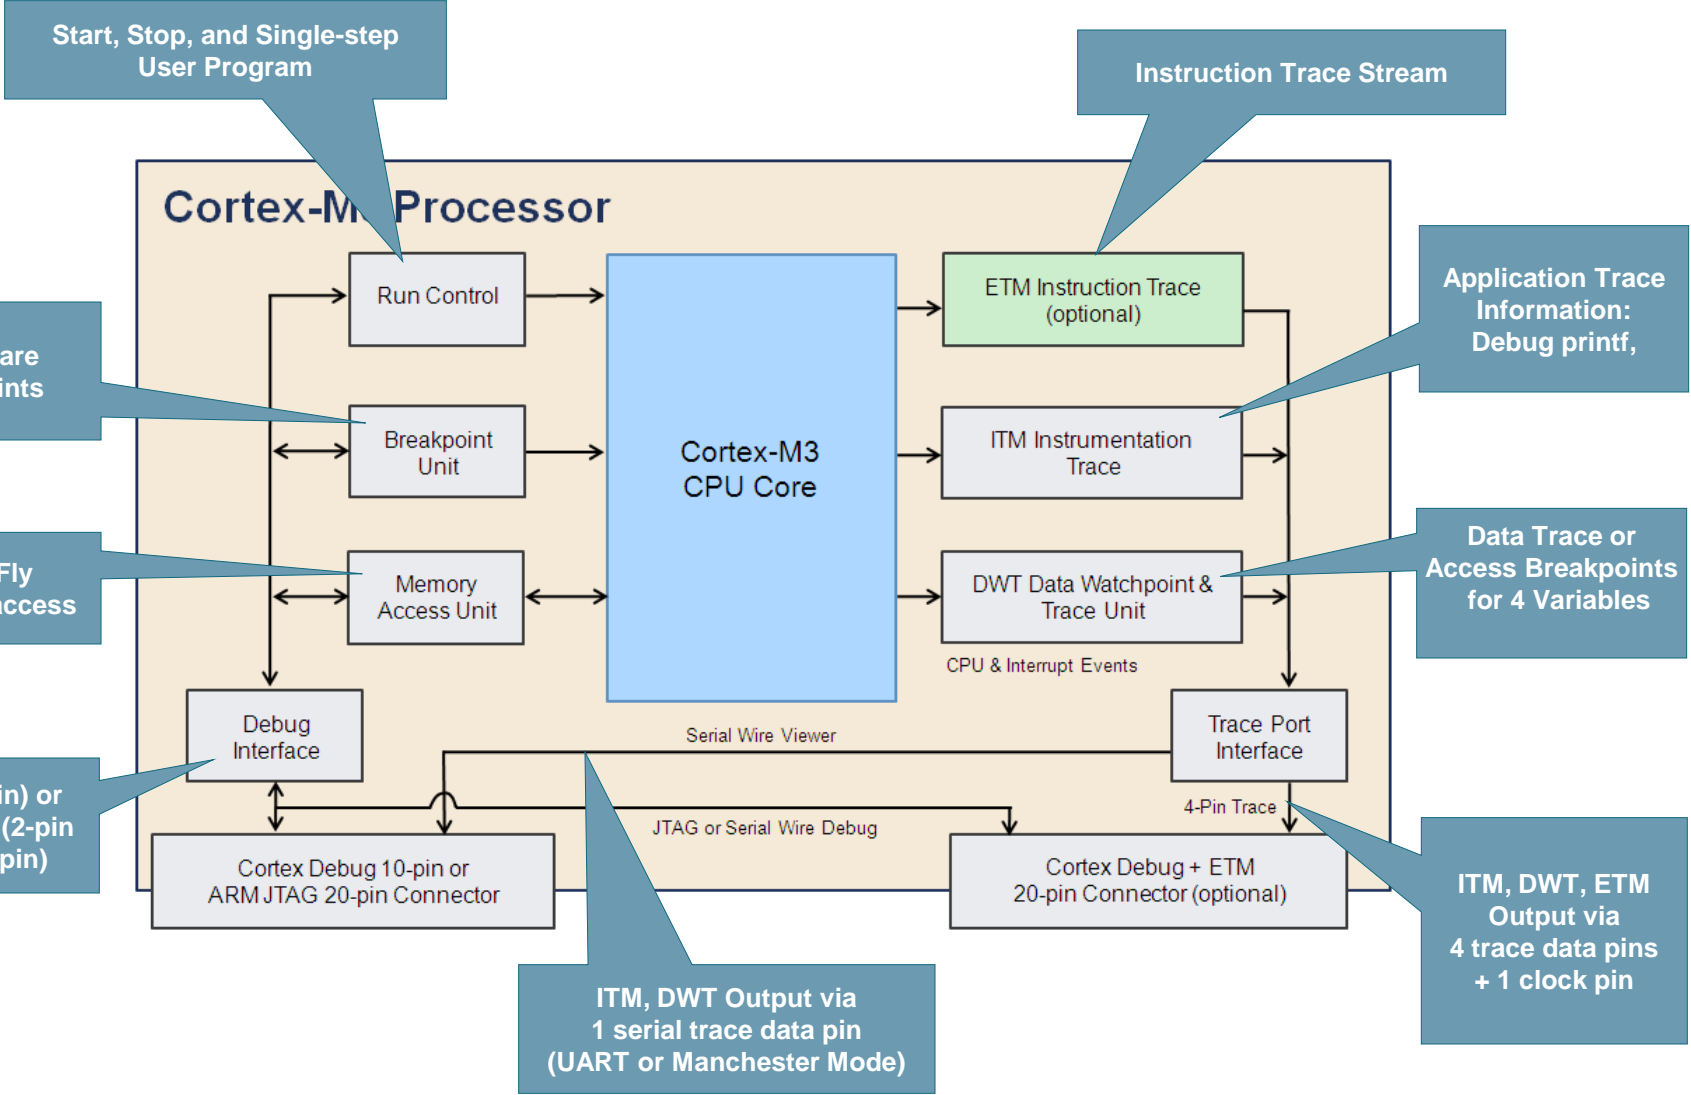 Start, Stop, and Single-step
User Program
Instruction Trace Stream
Cortex-M Processor
Run Control
ETM Instruction Trace
(optional)
Application Trace
Information:
Debug printf,
are
ints
Breakpoint
Unit
Cortex-M3
CPU Core
ITM Instrumentation
Trace
Fly
access
Memory
Access Unit
DWT Data Watchpoint &
Trace Unit
Data Trace or
Access Breakpoints
for 4 Variables
CPU & Interrupt Events
Debug
Interface
Serial Wire Viewer
Trace Port
Interface
in) or
(2-pin
pin)
4-Pin Trace
JTAG or Serial Wire Debug
Cortex Debug 10-pin or
ARM JTAG 20-pin Connector
Cortex Debug + ETM
20-pin Connector (optional)
ITM, DWT, ETM
Output via
4 trace data pins
+ 1 clock pin
ITM, DWT Output via
1 serial trace data pin
(UART or Manchester Mode)